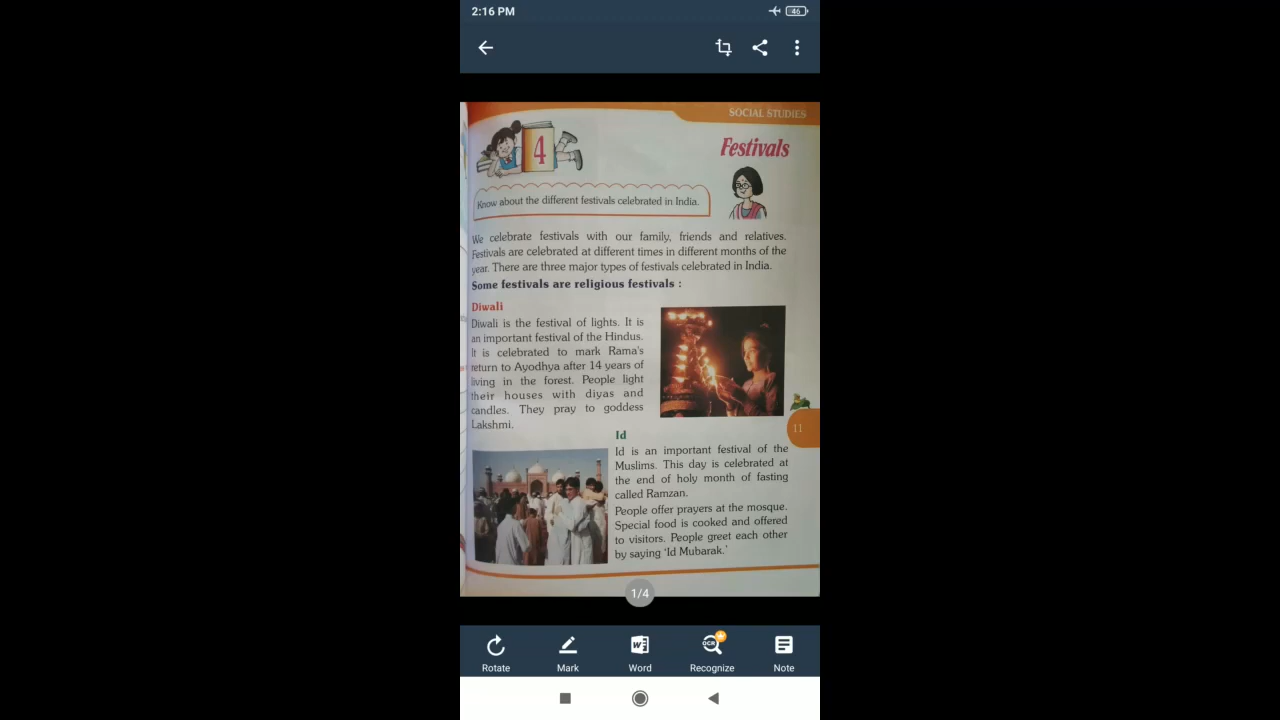 2:16 PM
46
SOCIAL STUDIES
4
Festivals
Know about the different festivals celebrated in India.
We celebrate festivals with our family, friends and relatives.
Festivals are celebrated at different times in different months of the
year. There are three major types of festivals celebrated in India.
Some festivals are religious festivals :
Diwali
Diwali is the festival of lights. It is
an important festival of the Hindus.
It is celebrated to mark Rama's
return to Ayodhya after 14 years of
living in the forest. People light
their houses with diyas and
candles. They pray to goddess
Lakshmi.
11
Id
Id is an important festival of the
Muslims. This day is celebrated at
the end of holy month of fasting
called Ramzan.
People offer prayers at the mosque.
Special food is cooked and offered
to visitors. People greet each other
by saying 'Id Mubarak.'
1/4
OCR
W
Rotate
Mark
Word
Recognize
Note